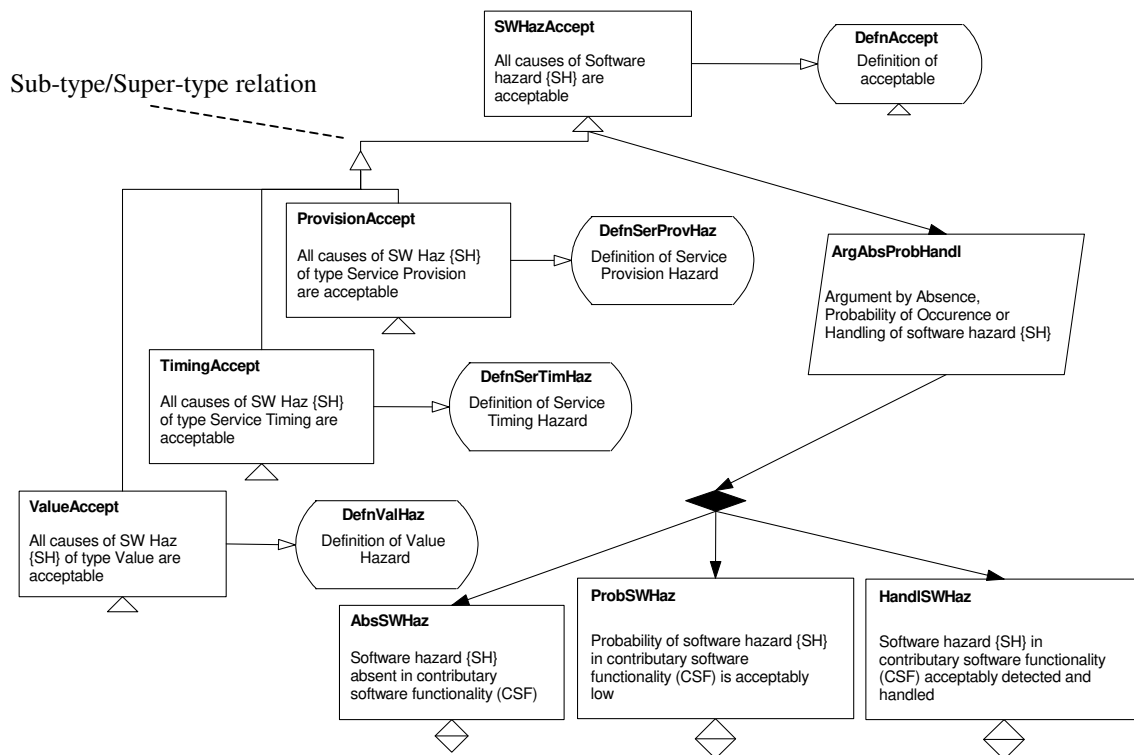 SWHazAccept
All causes of Software
hazard {SH} are
acceptable
DefnAccept
Definition of
acceptable
Sub-type/Super-type relation
ProvisionAccept
All causes of SW Haz {SH}
of type Service Provision
are acceptable
DefnSerProvHaz
Definition of Service
Provision Hazard
ArgAbsProbHandl
Argument by Absence,
Probability of Occurence or
Handling of software hazard {SH}
TimingAccept
All causes of SW Haz {SH}
of type Service Timing are
acceptable
DefnSerTimHaz
Definition of Service
Timing Hazard
ValueAccept
All causes of SW Haz
{SH} of type Value are
acceptable
DefnValHaz
Definition of Value
Hazard
AbsSWHaz
Software hazard {SH}
absent in contributary
software functionality (CSF)
ProbSWHaz
Probability of software hazard {SH}
in contributary software
functionality (CSF) is acceptably
low
HandlSWHaz
Software hazard {SH} in
contributary software functionality
(CSF) acceptably detected and
handled